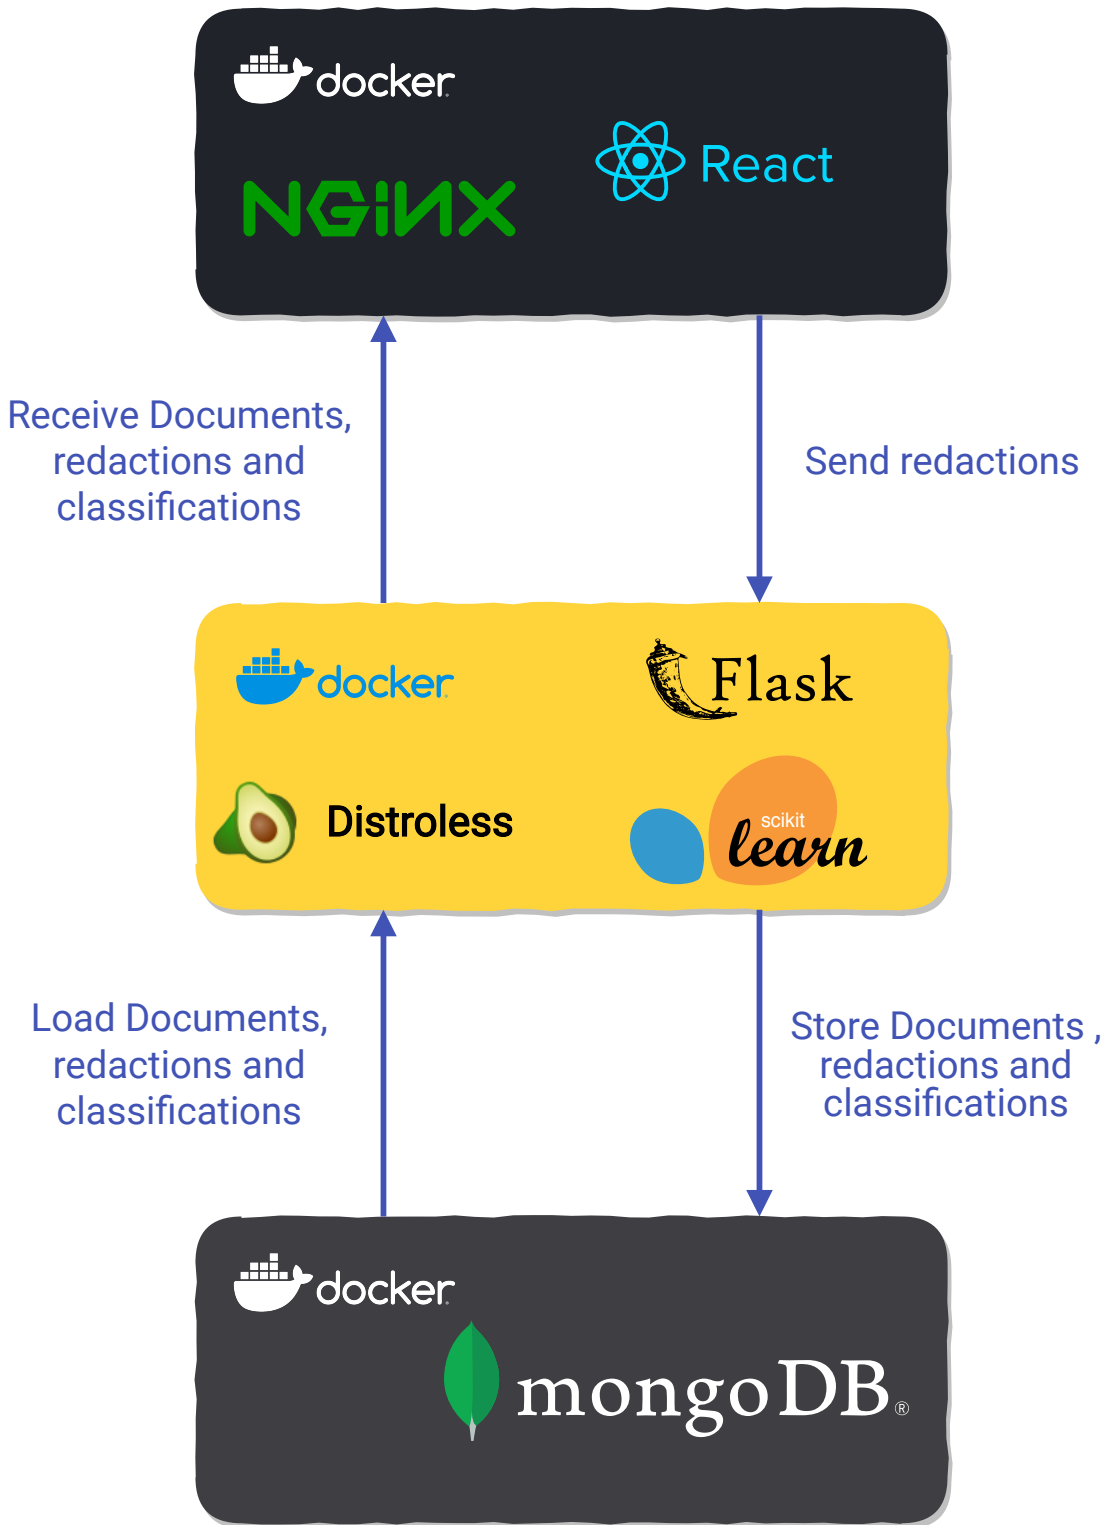 docker
React
NGiNX
Receive Documents,
redactions and
classifications
Send redactions
docker
Flask
Distroless
scikit
learn
Load Documents,
redactions and
classifications
Store Documents ,
redactions and
classifications
docker
mongoDB®